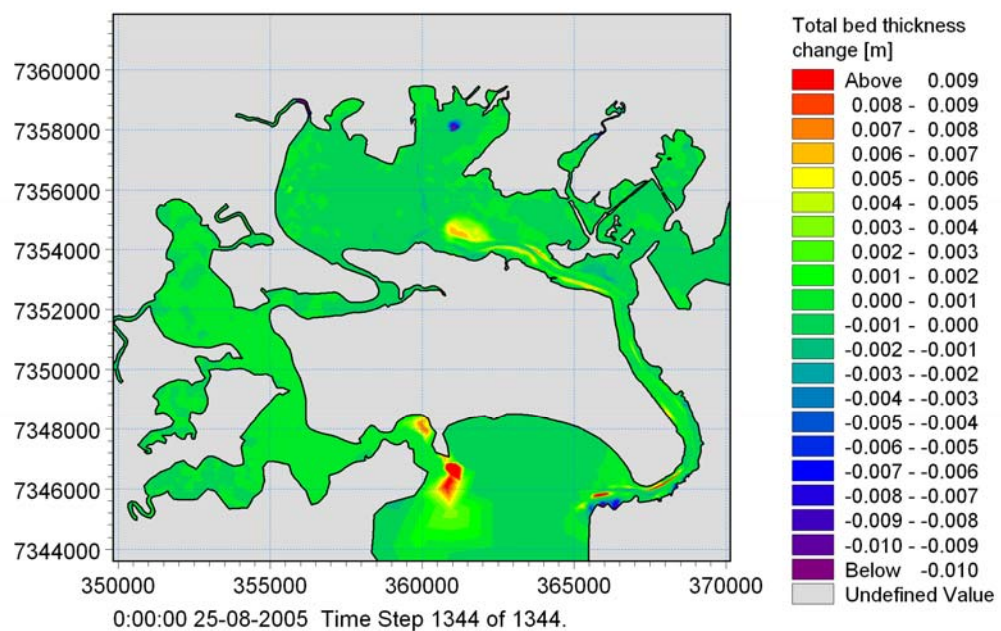 7360000
7358000
7356000
7354000
7352000
7350000
7348000
7346000
7344000
350000 355000 360000 365000 370000
0:00:00 25-08-2005 Time Step 1344 of 1344.
Total bed thickness
change [m]
Above 0.009
0.008 - 0.009
0.007 - 0.008
0.006 - 0.007
0.005 - 0.006
0.004 - 0.005
0.003 - 0.004
0.002 - 0.003
0.001 - 0.002
0.000 - 0.001
-0.001 - 0.000
-0.002 - -0.001
-0.003 - -0.002
-0.004 - -0.003
-0.005 - -0.004
-0.006 - -0.005
-0.007 - -0.006
-0.008 - -0.007
-0.009 - -0.008
-0.010 - -0.009
Below -0.010
Undefined Value